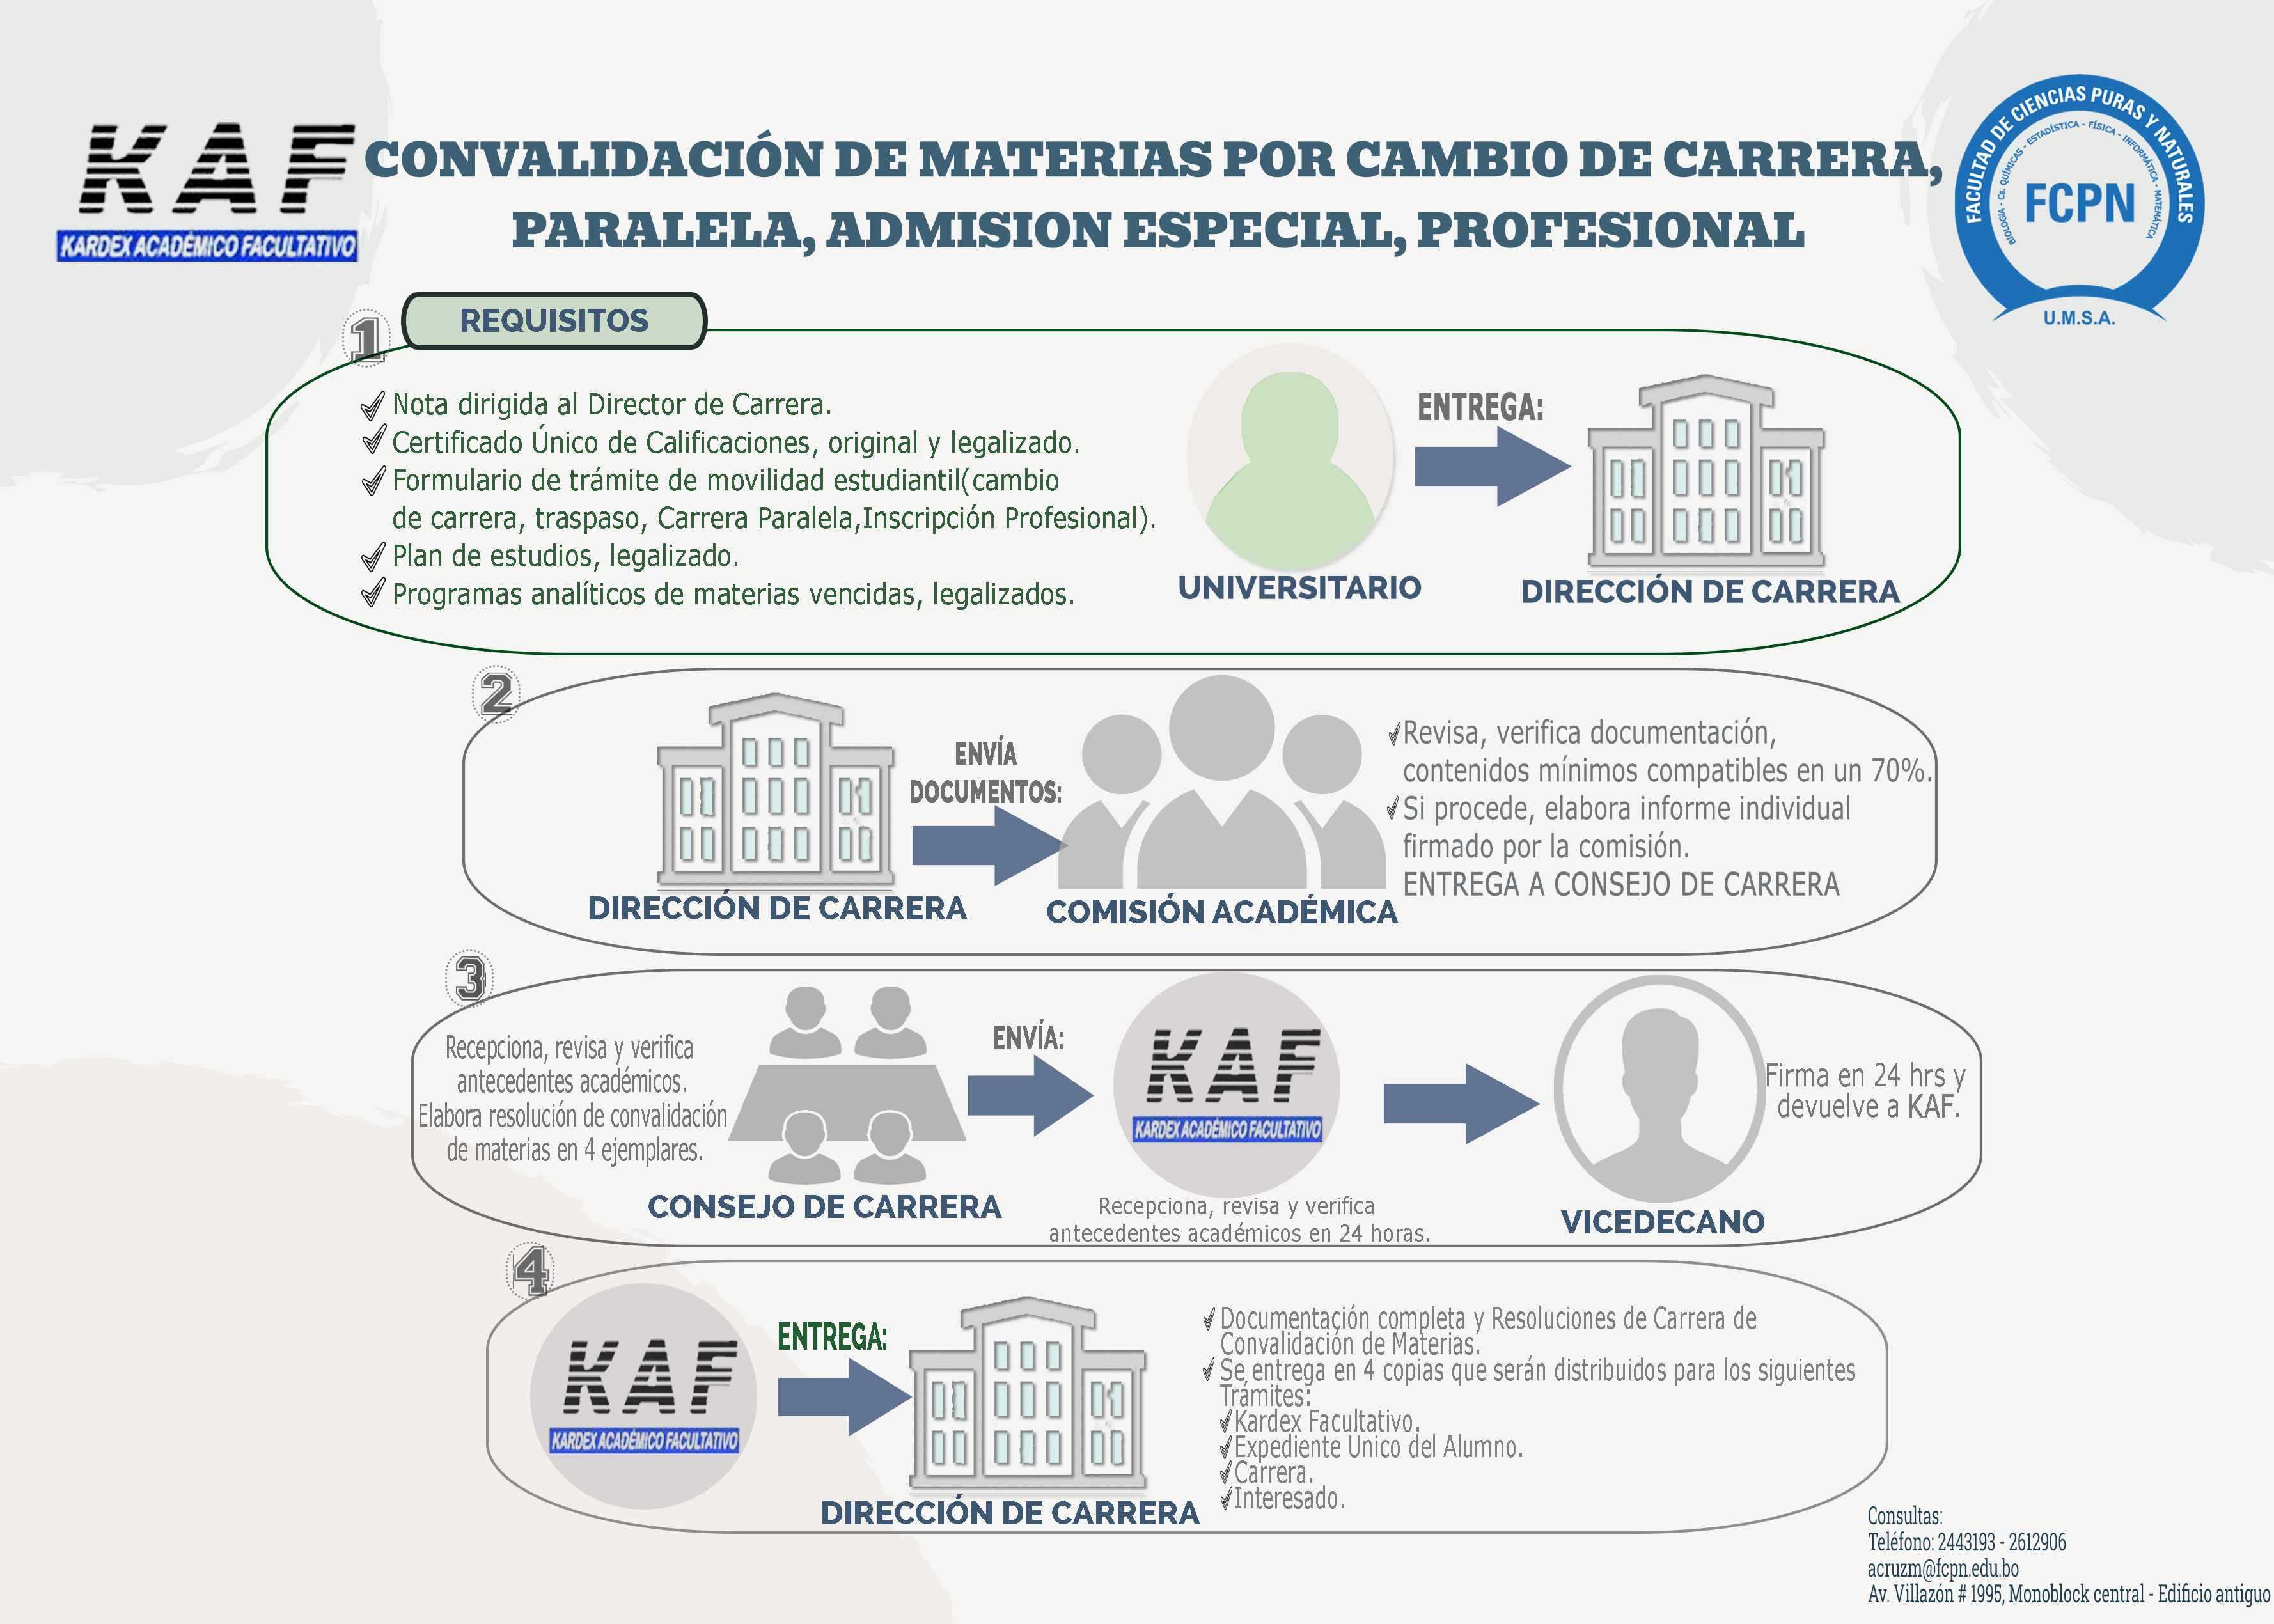 KAF
KARDEX ACADÉMICO FACULTATIVO
CONVALIDACIÓN DE MATERIAS POR CAMBIO DE CARRERA,
PARALELA, ADMISION ESPECIAL, PROFESIONAL
FACULTAD DE CIENCIAS PURAS Y NATURALES
BIOLOGÍA - Cs. QUÍMICAS - ESTADÍSTICA - FÍSICA - INFORMÁTICA - MATEMÁTICA
FCPN
U.M.S.A.
1
REQUISITOS
Nota dirigida al Director de Carrera.
Certificado Único de Calificaciones, original y legalizado.
Formulario de trámite de movilidad estudiantil(cambio
de carrera, traspaso, Carrera Paralela,Inscripción Profesional).
Plan de estudios, legalizado.
Programas analíticos de materias vencidas, legalizados.
UNIVERSITARIO
ENTREGA:
DIRECCIÓN DE CARRERA
2
DIRECCIÓN DE CARRERA
ENVÍA
DOCUMENTOS:
COMISIÓN ACADÉMICA
Revisa, verifica documentación,
contenidos mínimos compatibles en un 70%.
Si procede, elabora informe individual
firmado por la comisión.
ENTREGA A CONSEJO DE CARRERA
3
Recepciona, revisa y verifica
antecedentes académicos.
Elabora resolución de convalidación
de materias en 4 ejemplares.
CONSEJO DE CARRERA
ENVÍA:
KAF
KARDEX ACADÉMICO FACULTATIVO
Recepciona, revisa y verifica
antecedentes académicos en 24 horas.
VICEDECANO
Firma en 24 hrs y
devuelve a KAF.
4
KAF
KARDEX ACADÉMICO FACULTATIVO
ENTREGA:
DIRECCIÓN DE CARRERA
Documentación completa y Resoluciones de Carrera de
Convalidación de Materias.
Se entrega en 4 copias que serán distribuidos para los siguientes
Trámites:
Kardex Facultativo.
Expediente Unico del Alumno.
Carrera.
Interesado.
Consultas:
Teléfono: 2443193 - 2612906
acruzm@fcpn.edu.bo
Av. Villazón # 1995, Monoblock central - Edificio antiguo